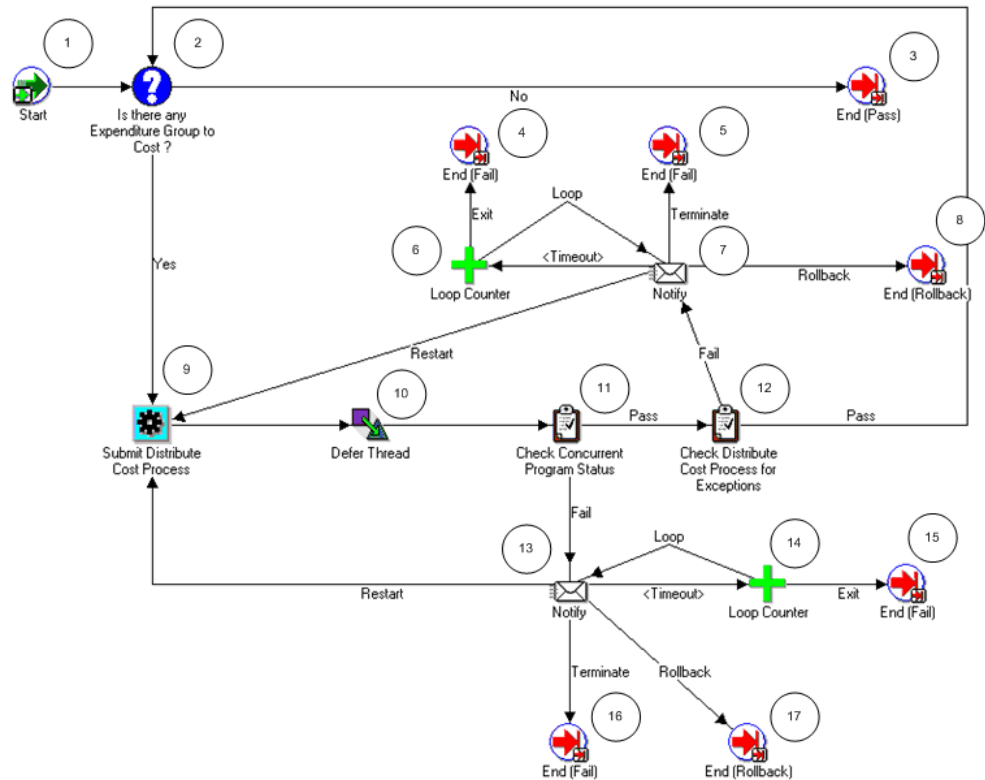 1
2
3
Start
Is there any
Expenditure Group to
Cost ?
No
End (Pass)
4
5
End (Fail)
End (Fail)
Loop
Exit
Terminate
6
7
8
<Timeout>
Loop Counter
Notify
Rollback
End (Rollback)
Yes
Restart
Fail
9
10
11
12
Pass
Pass
Submit Distribute
Cost Process
Defer Thread
Check Concurrent
Program Status
Check Distribute
Cost Process for
Exceptions
Fail
13
14
15
Loop
Restart
Notify
<Timeout>
Loop Counter
Exit
End (Fail)
Terminate
Rollback
16
17
End (Fail)
End (Rollback)